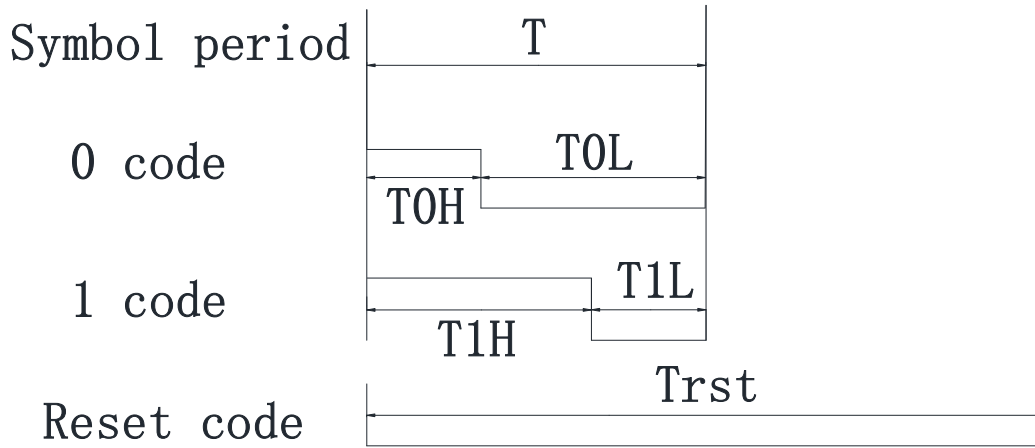 Symbol period T
0 code T0H T0L
1 code T1H T1L
Reset code Trst